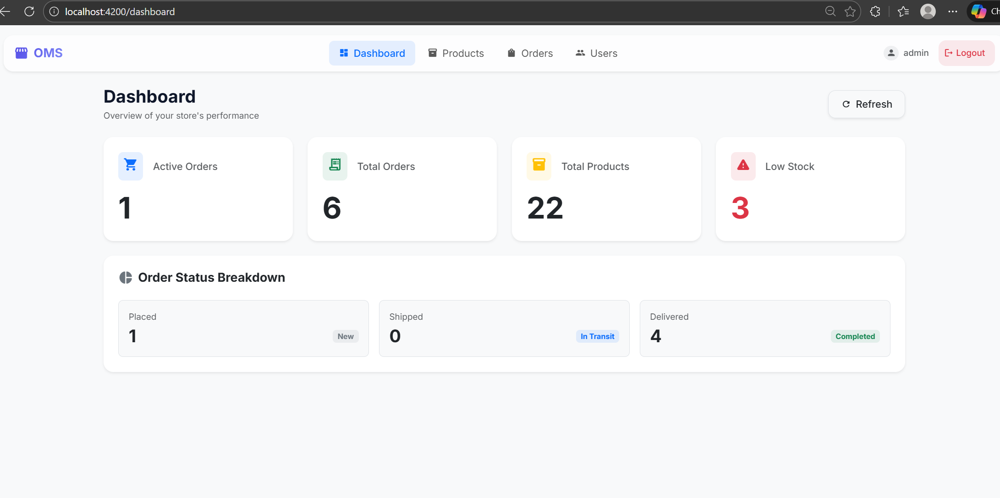 localhost:4200/dashboard
OMS
Dashboard
Products
Orders
Users
admin
Logout
Dashboard
Overview of your store's performance
Refresh
Active Orders
1
Total Orders
6
Total Products
22
Low Stock
3
Order Status Breakdown
Placed
1
New
Shipped
0
In Transit
Delivered
4
Completed